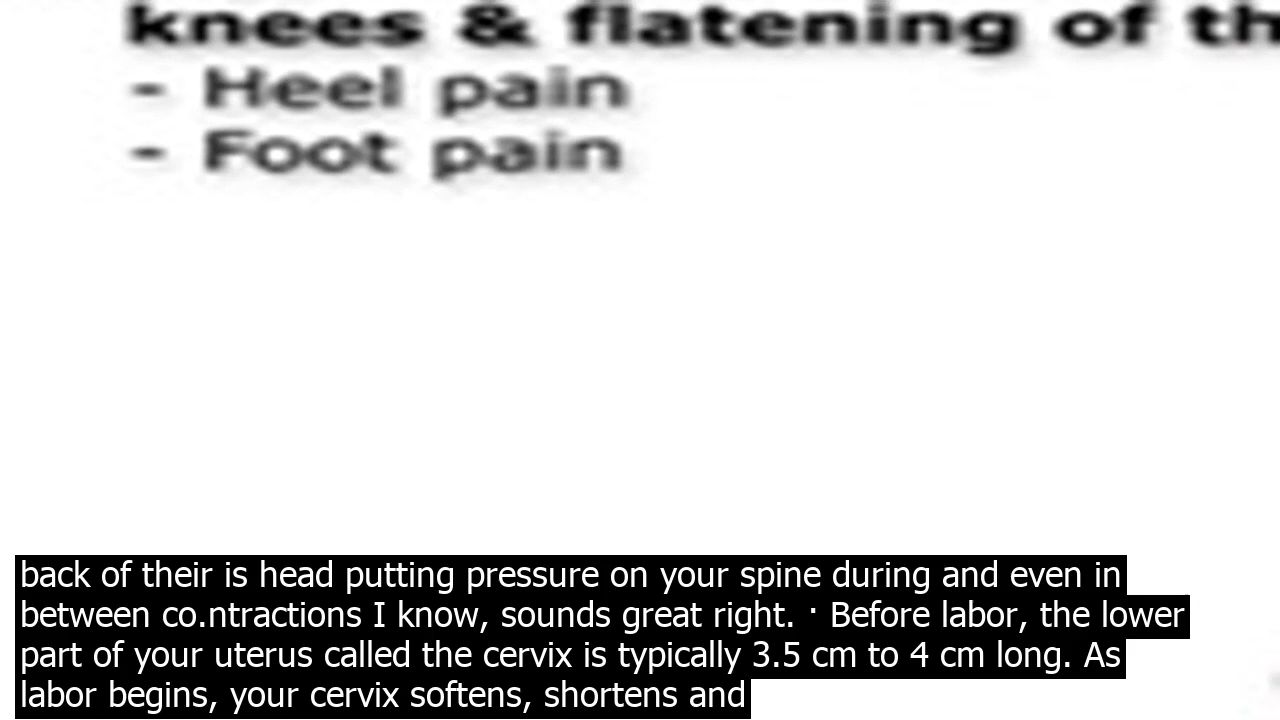 knees & flatening of th
- Heel pain
- Foot pain
back of their is head putting pressure on your spine during and even in
between co.ntractions I know, sounds great right. · Before labor, the lower
part of your uterus called the cervix is typically 3.5 cm to 4 cm long. As
labor begins, your cervix softens, shortens and